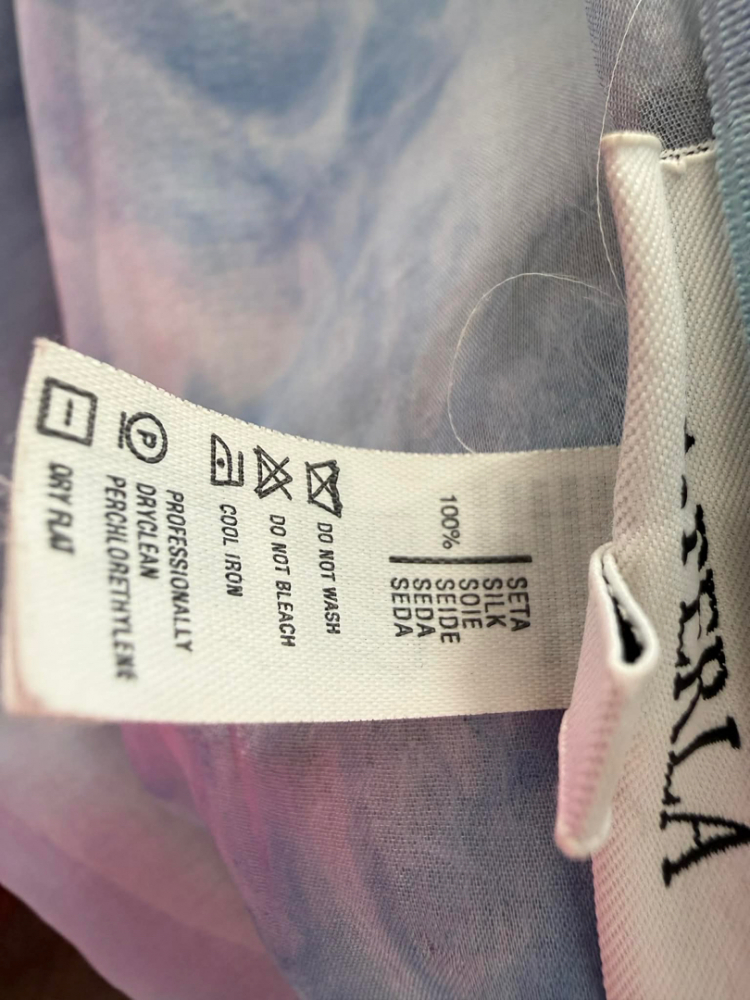 100%
SETA
SILK
SOIE
SEIDE
SEDA
SEDA
DO NOT WASH
DO NOT BLEACH
COOL IRON
P
PROFESSIONALLY
DRYCLEAN
PERCHLORETHYLENE
DRY FLAT